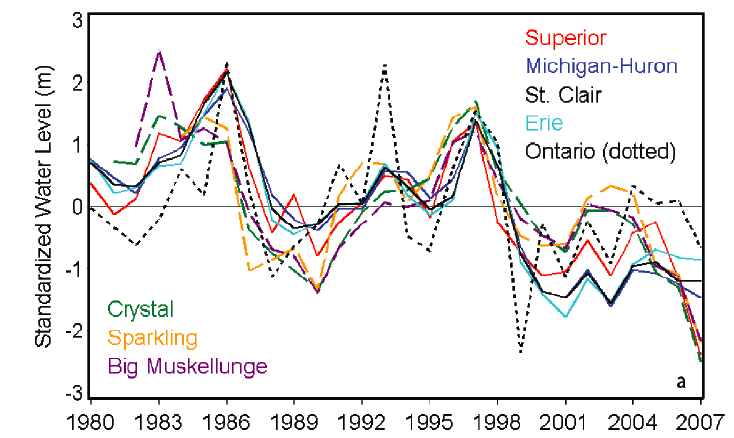 Standardized Water Level (m)
3
2
1
0
-1
-2
-3
Superior
Michigan-Huron
St. Clair
Erie
Ontario (dotted)
Crystal
Sparkling
Big Muskellunge
a
1980 1983 1986 1989 1992 1995 1998 2001 2004 2007